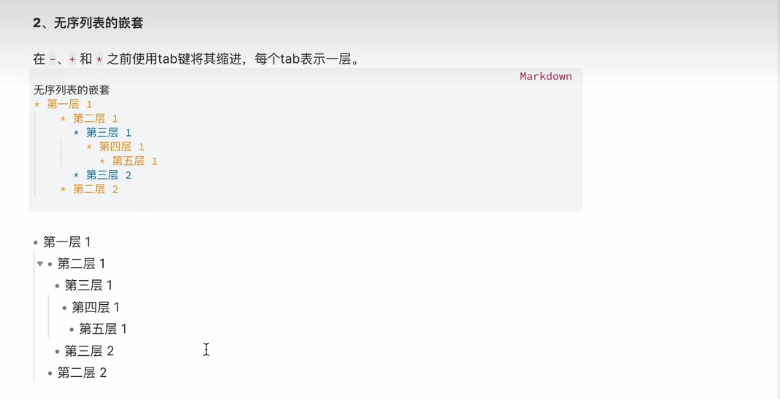 2、无序列表的嵌套
在 -、+ 和 * 之前使用tab键将其缩进，每个tab表示一层。
Markdown
无序列表的嵌套
* 第一层 1
* 第二层 1
* 第三层 1
* 第四层 1
* 第五层 1
* 第三层 2
* 第二层 2
• 第一层 1
• 第二层 1
• 第三层 1
• 第四层 1
• 第五层 1
• 第三层 2
• 第二层 2